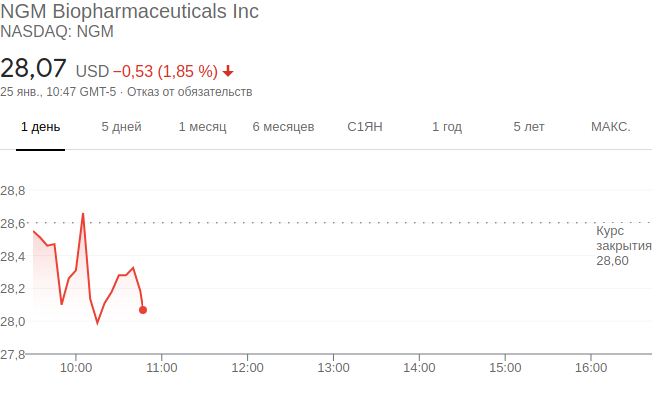 NGM Biopharmaceuticals Inc
NASDAQ: NGM
28,07 USD −0,53 (1,85 %)
25 янв., 10:47 GMT-5 · Отказ от обязательств
1 день 5 дней 1 месяц 6 месяцев С1ЯН 1 год 5 лет МАКС.
28,8
28,6
Курс
закрытия
28,4
28,60
28,2
28,0
27,8
10:00 11:00 12:00 13:00 14:00 15:00 16:00